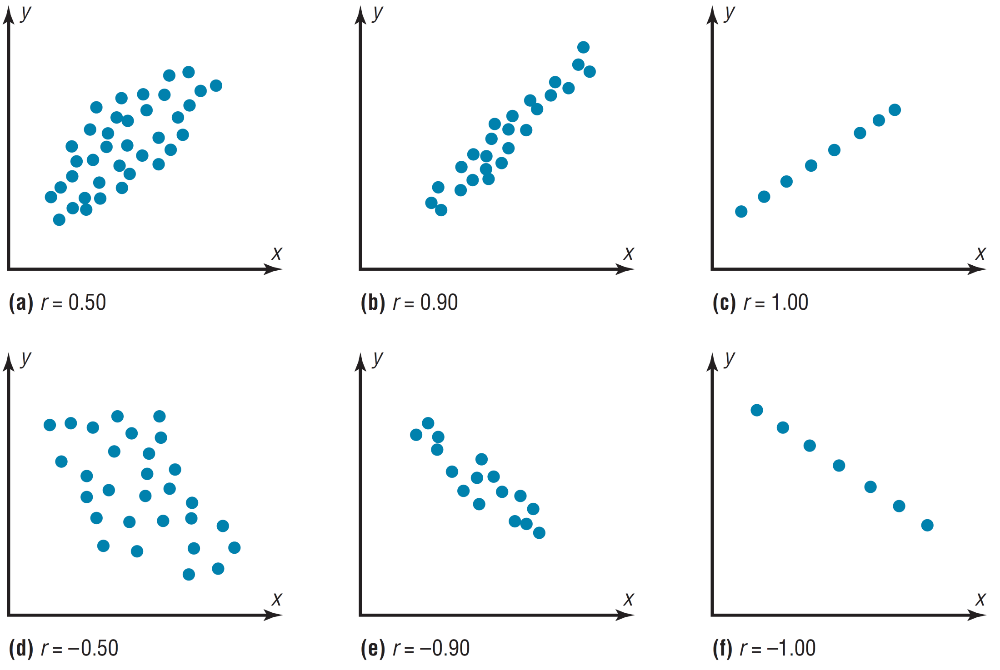 y y y
x x x
(a) r = 0.50 (b) r = 0.90 (c) r = 1.00
y y y
x x x
(d) r = −0.50 (e) r = −0.90 (f) r = −1.00